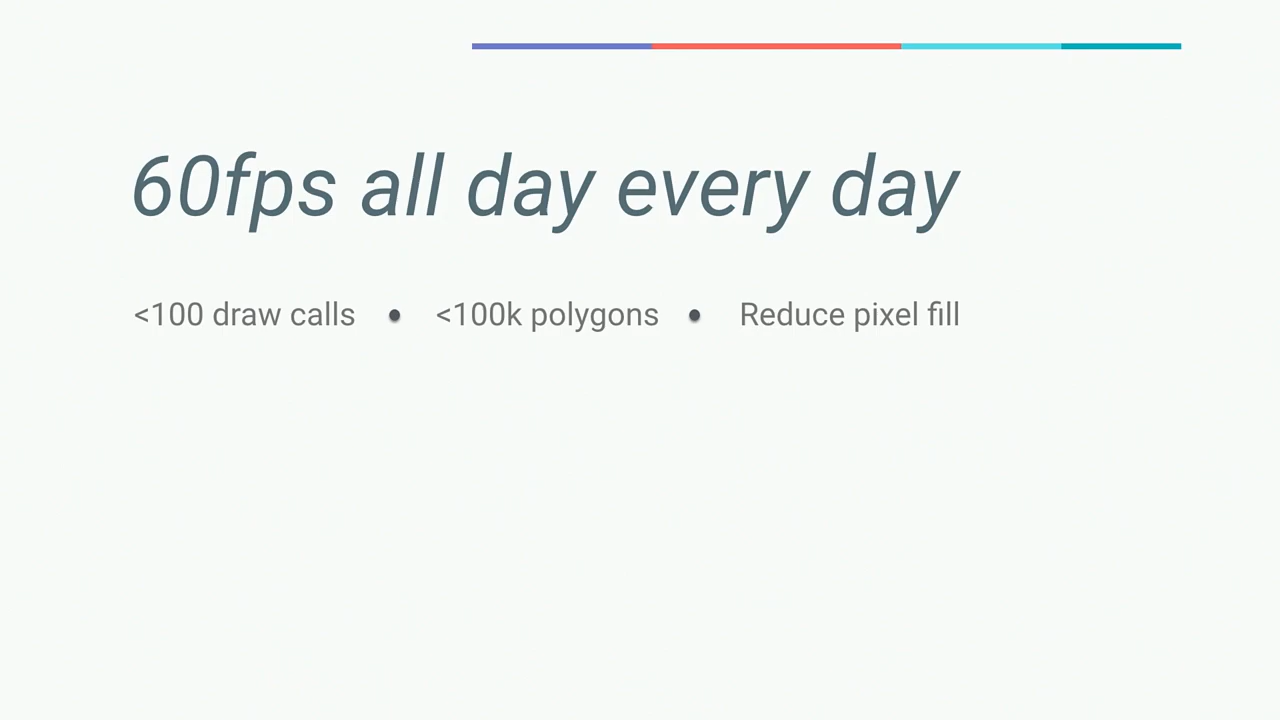 60fps all day every day
<100 draw calls • <100k polygons • Reduce pixel fill